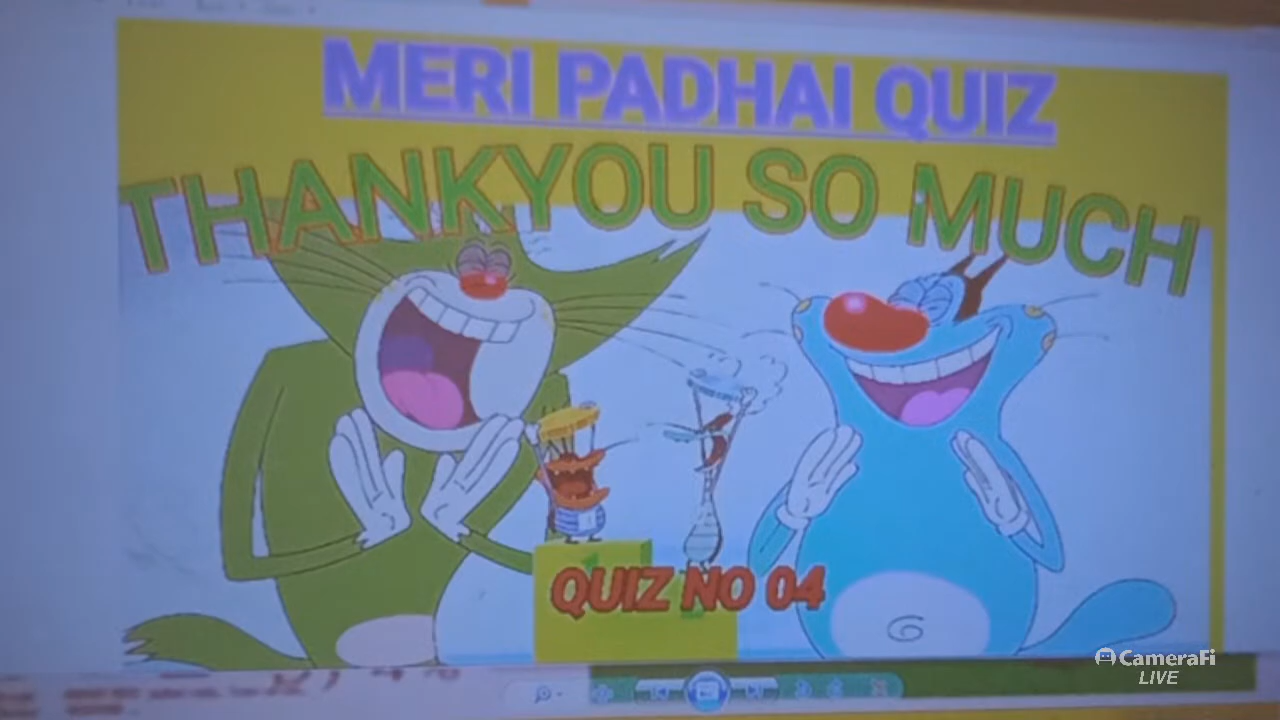 MERI PADHAI QUIZ
THANKYOU SO MUCH
QUIZ NO 04
CameraFi
LIVE